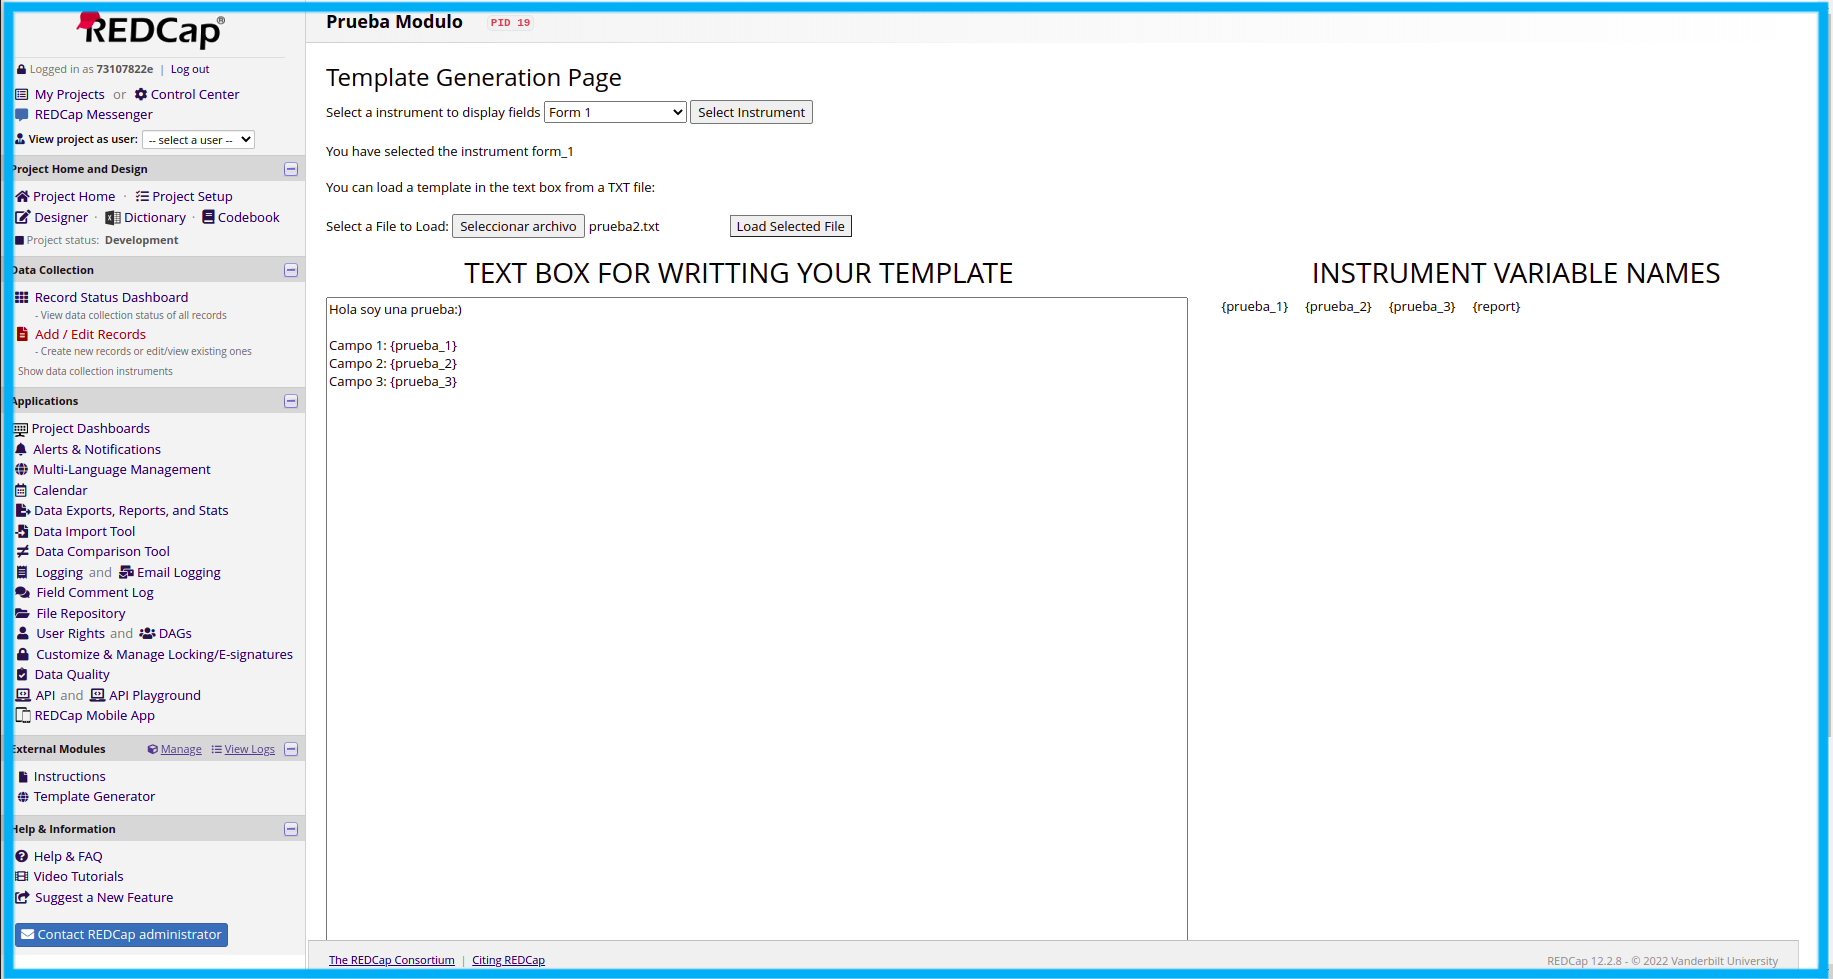 REDCap®
Logged in as 73107822e | Log out
My Projects or Control Center
REDCap Messenger
View project as user: -- select a user --
Project Home and Design
Project Home · Project Setup
Designer · Dictionary · Codebook
Project status: Development
Data Collection
Record Status Dashboard
- View data collection status of all records
Add / Edit Records
- Create new records or edit/view existing ones
Show data collection instruments
Applications
Project Dashboards
Alerts & Notifications
Multi-Language Management
Calendar
Data Exports, Reports, and Stats
Data Import Tool
Data Comparison Tool
Logging and Email Logging
Field Comment Log
File Repository
User Rights and DAGs
Customize & Manage Locking/E-signatures
Data Quality
API and API Playground
REDCap Mobile App
External Modules Manage View Logs
Instructions
Template Generator
Help & Information
Help & FAQ
Video Tutorials
Suggest a New Feature
Contact REDCap administrator
Prueba Modulo PID 19
Template Generation Page
Select a instrument to display fields Form 1 Select Instrument
You have selected the instrument form_1
You can load a template in the text box from a TXT file:
Select a File to Load: Seleccionar archivo prueba2.txt Load Selected File
TEXT BOX FOR WRITTING YOUR TEMPLATE
Hola soy una prueba:)
Campo 1: {prueba_1}
Campo 2: {prueba_2}
Campo 3: {prueba_3}
INSTRUMENT VARIABLE NAMES
{prueba_1} {prueba_2} {prueba_3} {report}
The REDCap Consortium | Citing REDCap
REDCap 12.2.8 - © 2022 Vanderbilt University